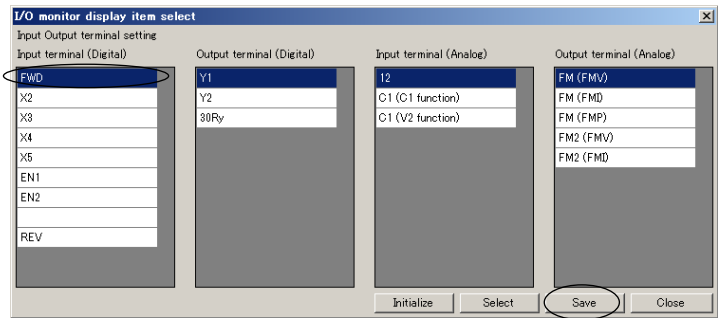 I/O monitor display item select
Input Output terminal setting
Input terminal (Digital)
FWD
X2
X3
X4
X5
EN1
EN2
REV
Output terminal (Digital)
Y1
Y2
30Ry
Input terminal (Analog)
12
C1 (C1 function)
C1 (V2 function)
Output terminal (Analog)
FM (FMV)
FM (FMI)
FM (FMP)
FM2 (FMV)
FM2 (FMI)
Initialize
Select
Save
Close